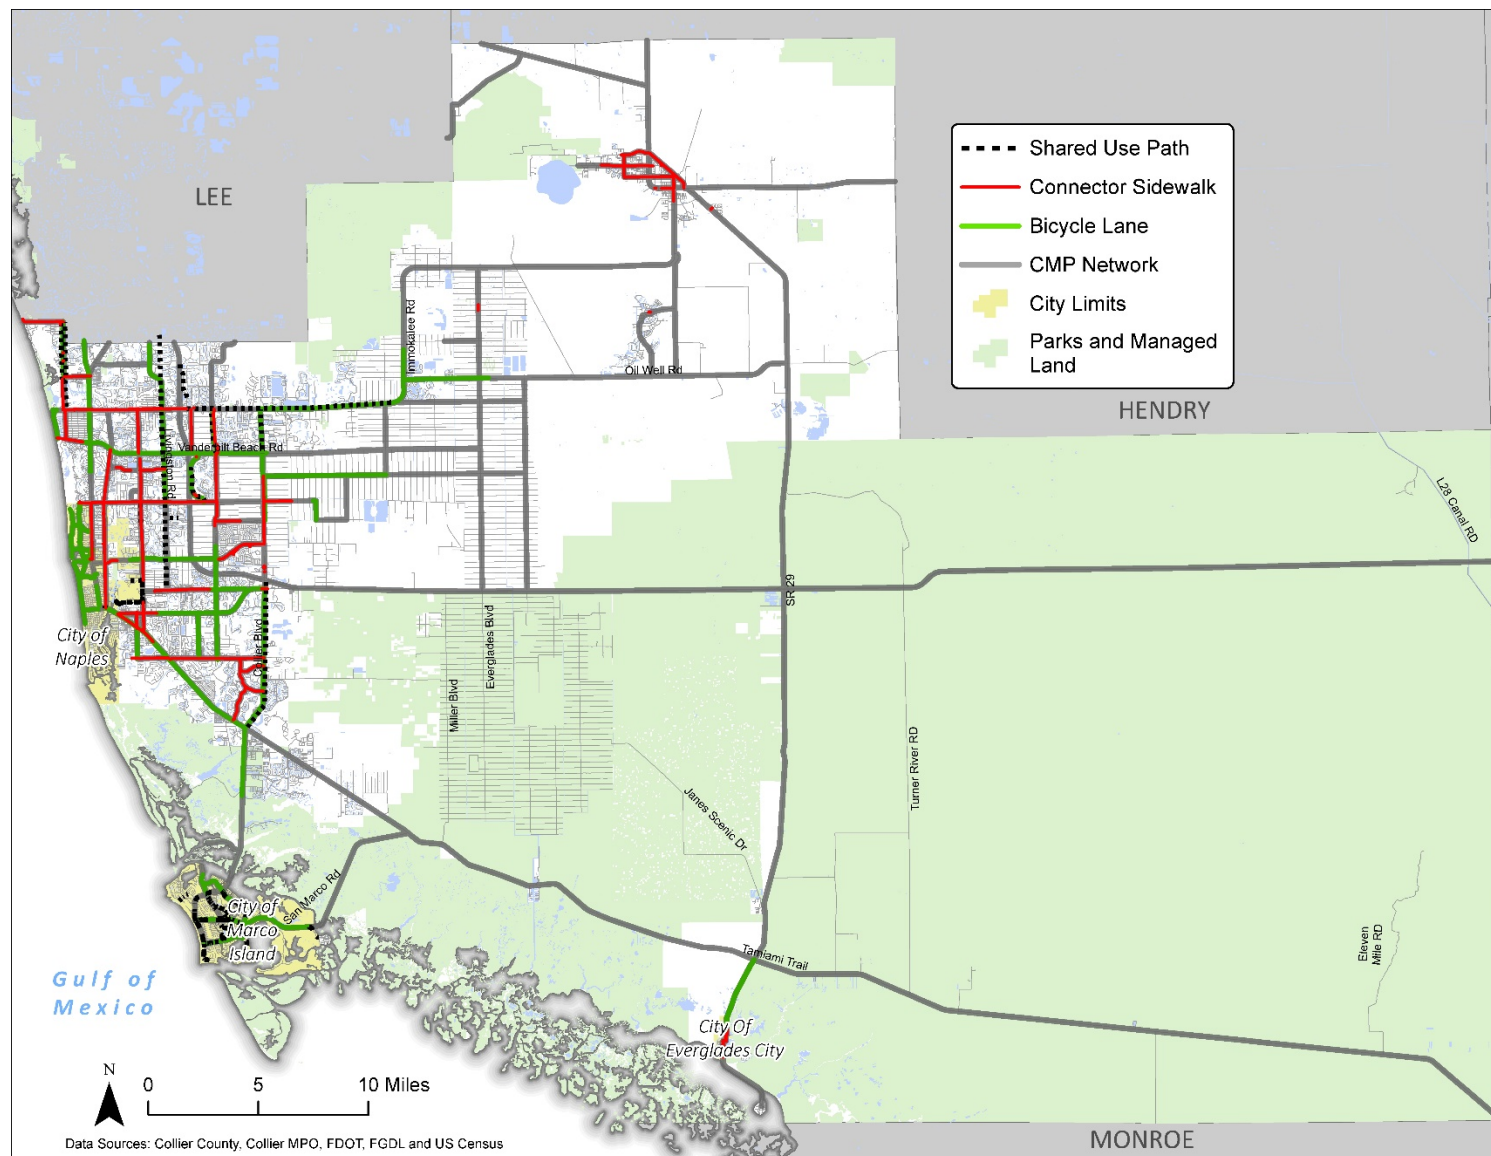 LEE
Shared Use Path
Connector Sidewalk
Bicycle Lane
CMP Network
City Limits
Parks and Managed
Land
HENDRY
Immokalee Rd
Oil Well Rd
Vanderbilt Beach Rd
Livingston Rd
L28 Canal RD
SR 29
City of
Naples
Collier Blvd
Everglades Blvd
Miller Blvd
Turner River RD
Janes Scenic Dr
San Marco Rd
City of
Marco
Island
Tamiami Trail
Eleven
Mile RD
Gulf of
Mexico
City Of
Everglades City
N
0 5 10 Miles
Data Sources: Collier County, Collier MPO, FDOT, FGDL and US Census
MONROE